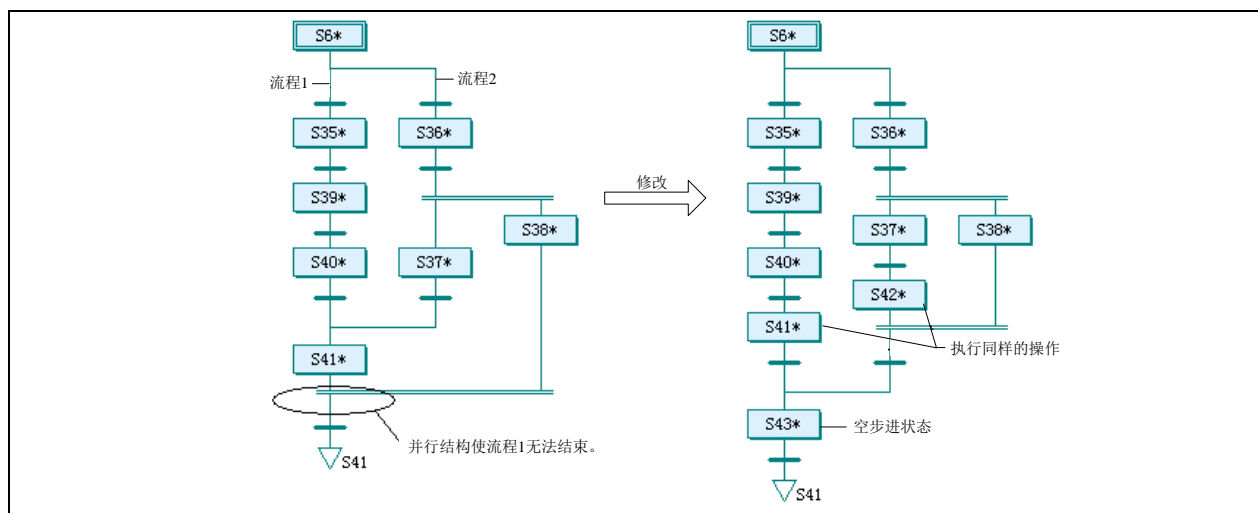 S6*
流程1
流程2
S35*
S36*
S39*
S38*
S40*
S37*
S41*
并行结构使流程1无法结束。
S41
修改
S6*
S35*
S36*
S39*
S37*
S38*
S40*
S42*
S41*
执行同样的操作
S43*
空步进状态
S41